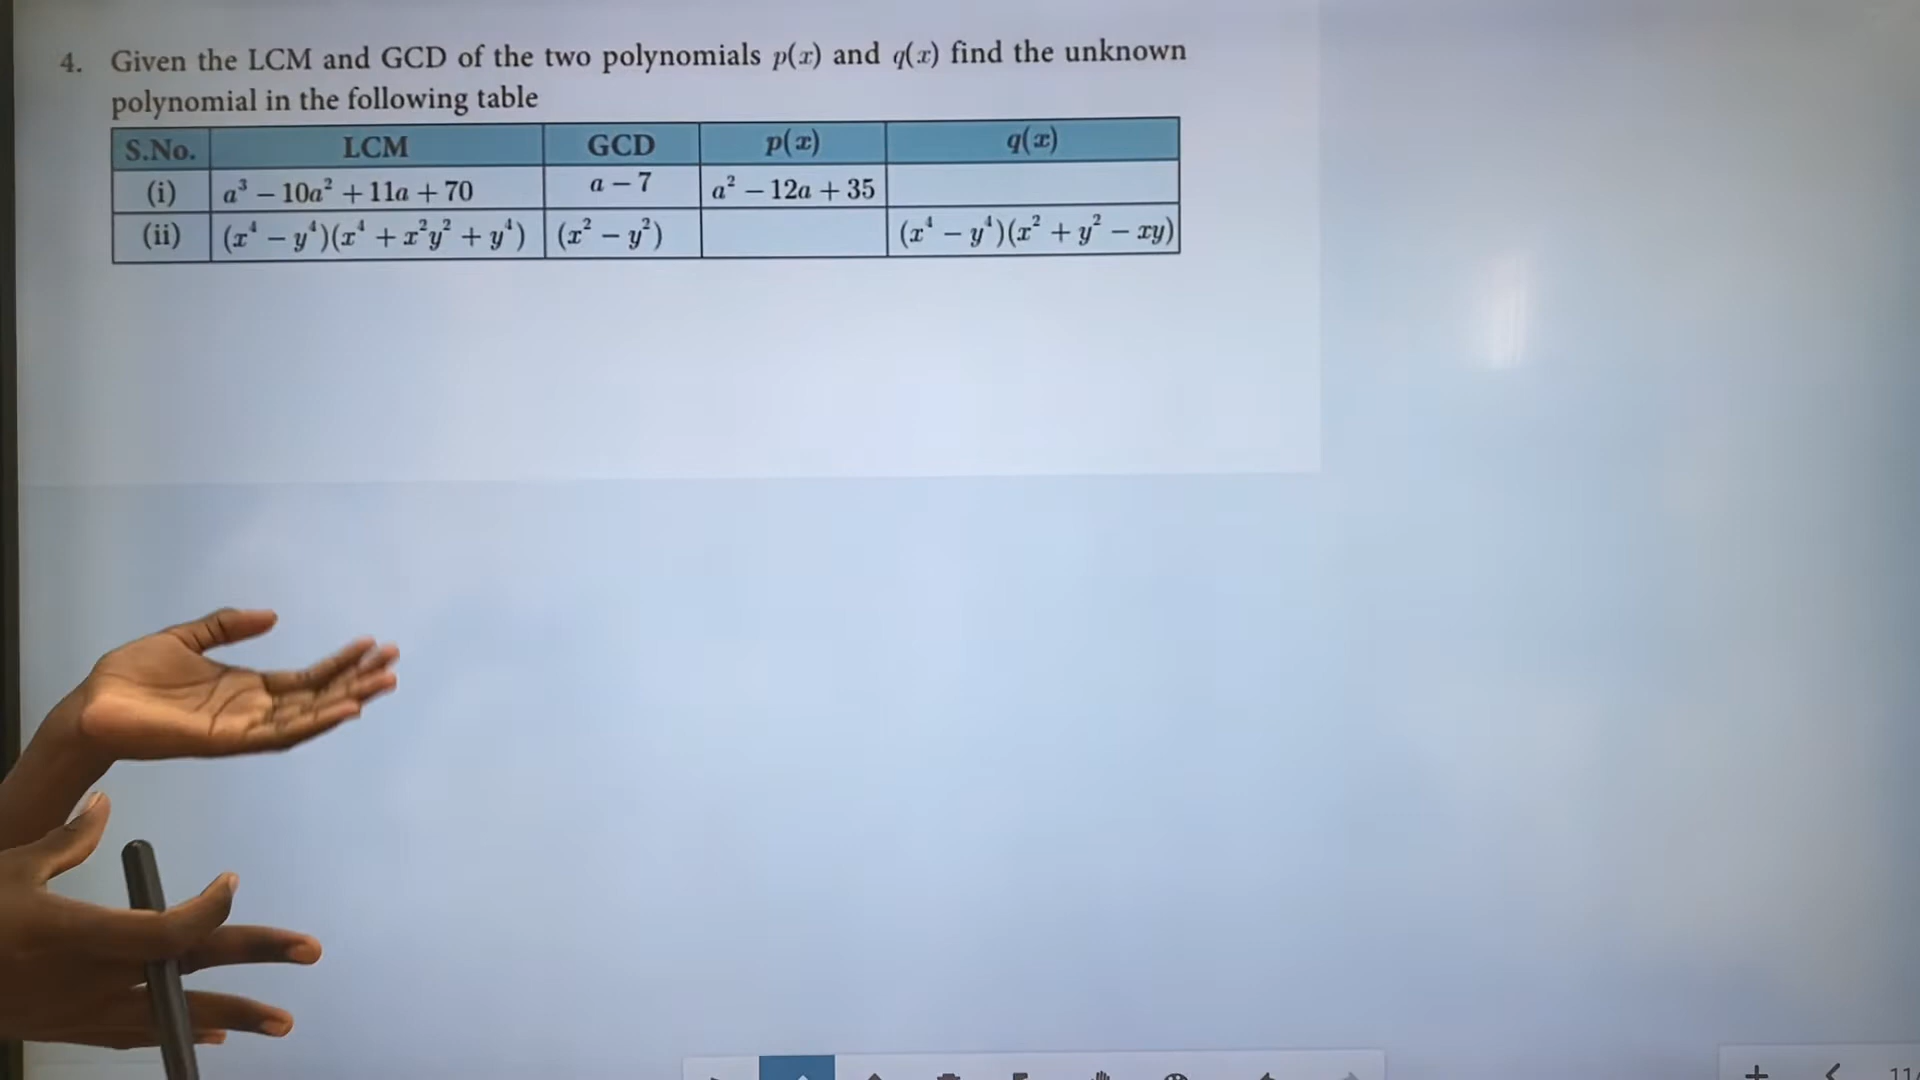 4. Given the LCM and GCD of the two polynomials p(x) and q(x) find the unknown
polynomial in the following table
S.No. LCM GCD p(x) q(x)
(i) a³ − 10a² + 11a + 70 a − 7 a² − 12a + 35
(ii) (x⁴ − y⁴)(x⁴ + x²y² + y⁴) (x² − y²) (x⁴ − y⁴)(x² + y² − xy)